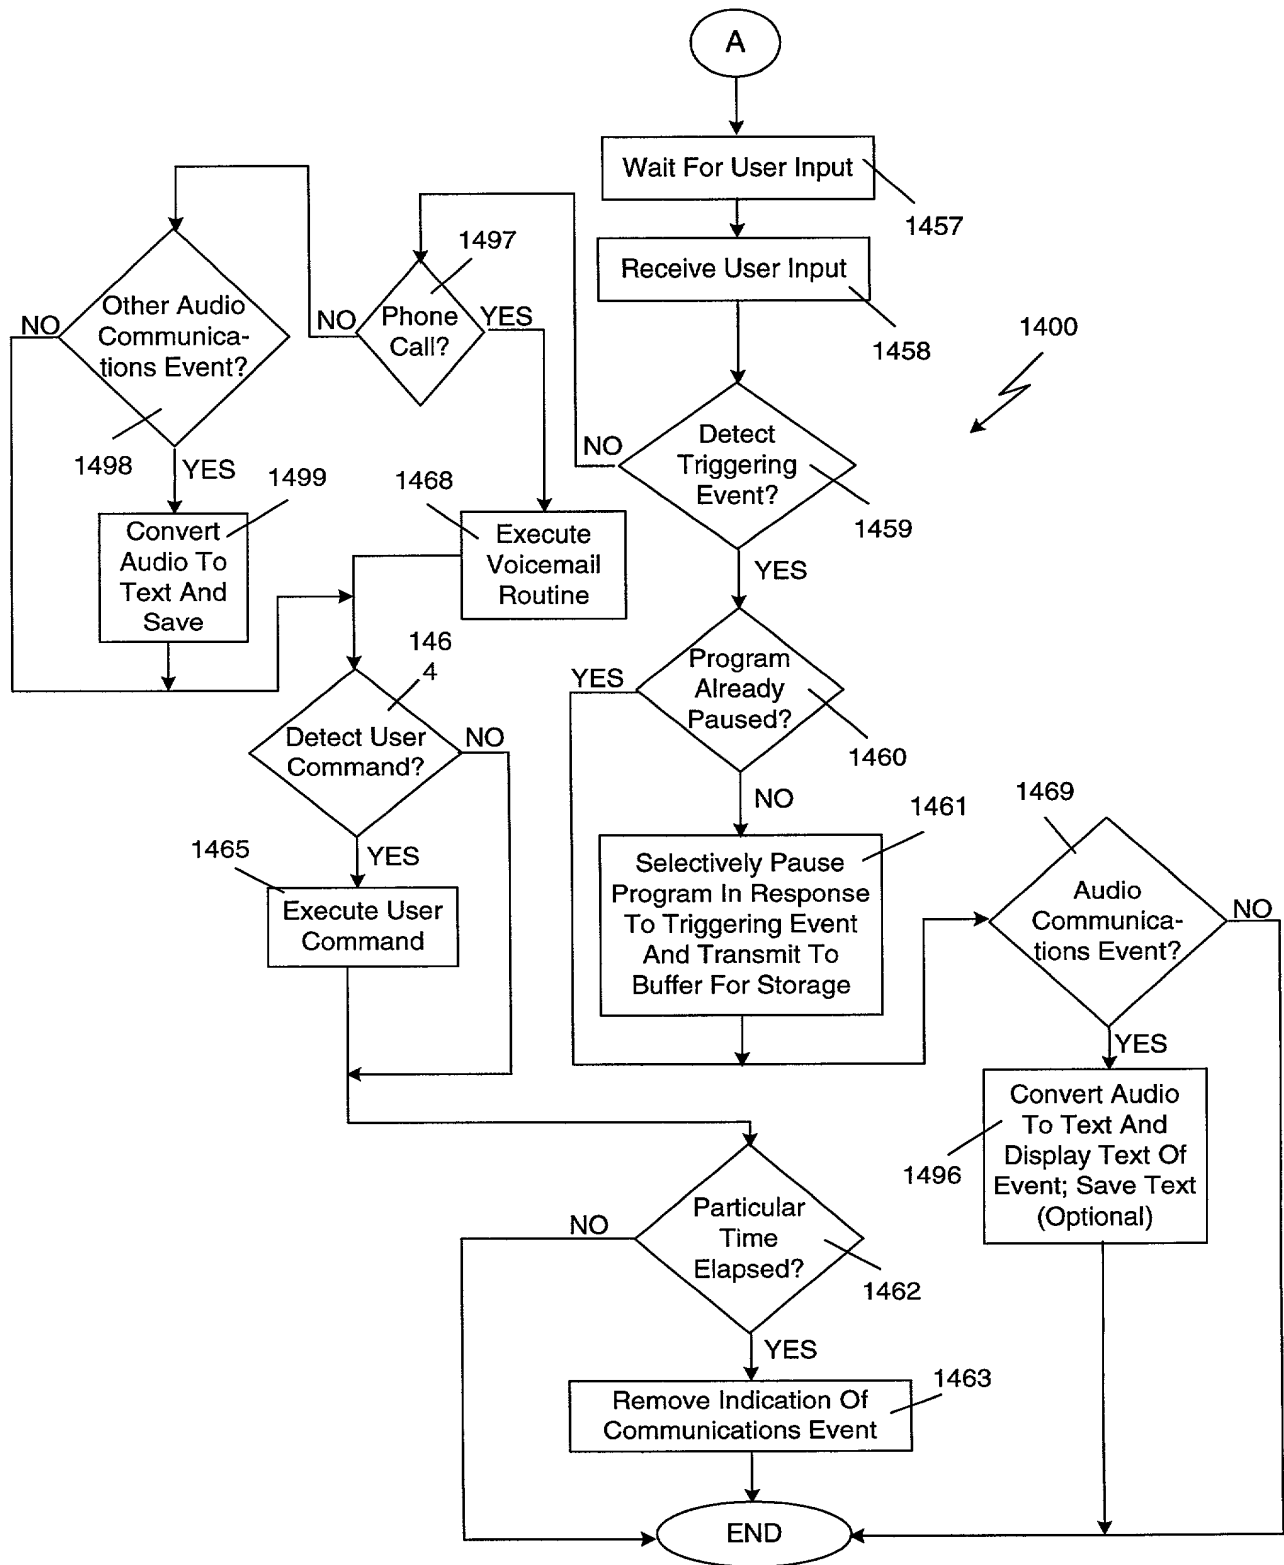 A
Wait For User Input
1457
Receive User Input
1458
1400
Detect
Triggering
Event?
1459
NO
YES
1497
Phone
Call?
NO
YES
Other Audio
Communica-
tions Event?
NO
1498
YES
1499
Convert
Audio To
Text And
Save
1468
Execute
Voicemail
Routine
146
4
Detect User
Command?
NO
YES
1465
Execute User
Command
Program
Already
Paused?
YES
1460
NO
1461
Selectively Pause
Program In Response
To Triggering Event
And Transmit To
Buffer For Storage
1469
Audio
Communica-
tions Event?
NO
YES
Convert Audio
To Text And
Display Text Of
Event; Save Text
(Optional)
1496
Particular
Time
Elapsed?
NO
1462
YES
1463
Remove Indication Of
Communications Event
END